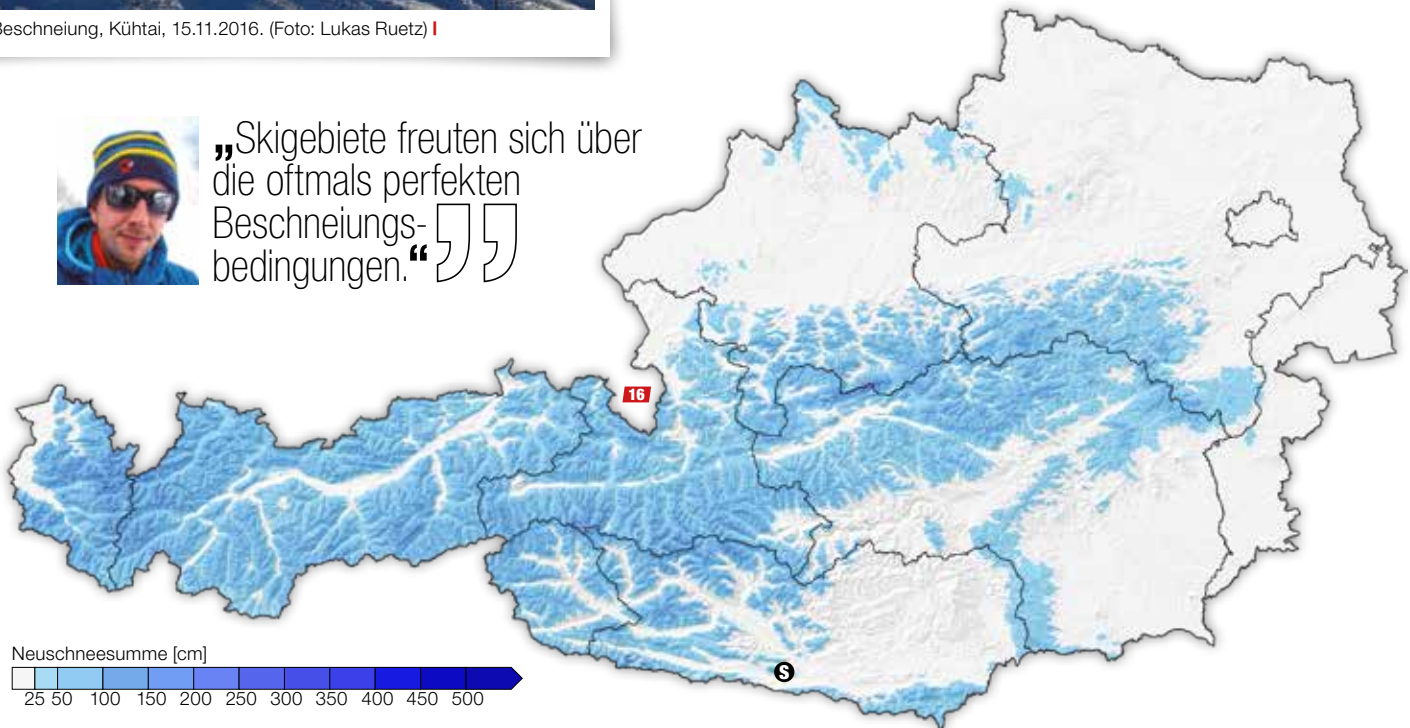 Beschneiung, Kühtai, 15.11.2016. (Foto: Lukas Ruetz) I
„Skigebiete freuten sich über
die oftmals perfekten
Beschneiungs-
bedingungen.“
16
S
Neuschneesumme [cm]
25 50 100 150 200 250 300 350 400 450 500